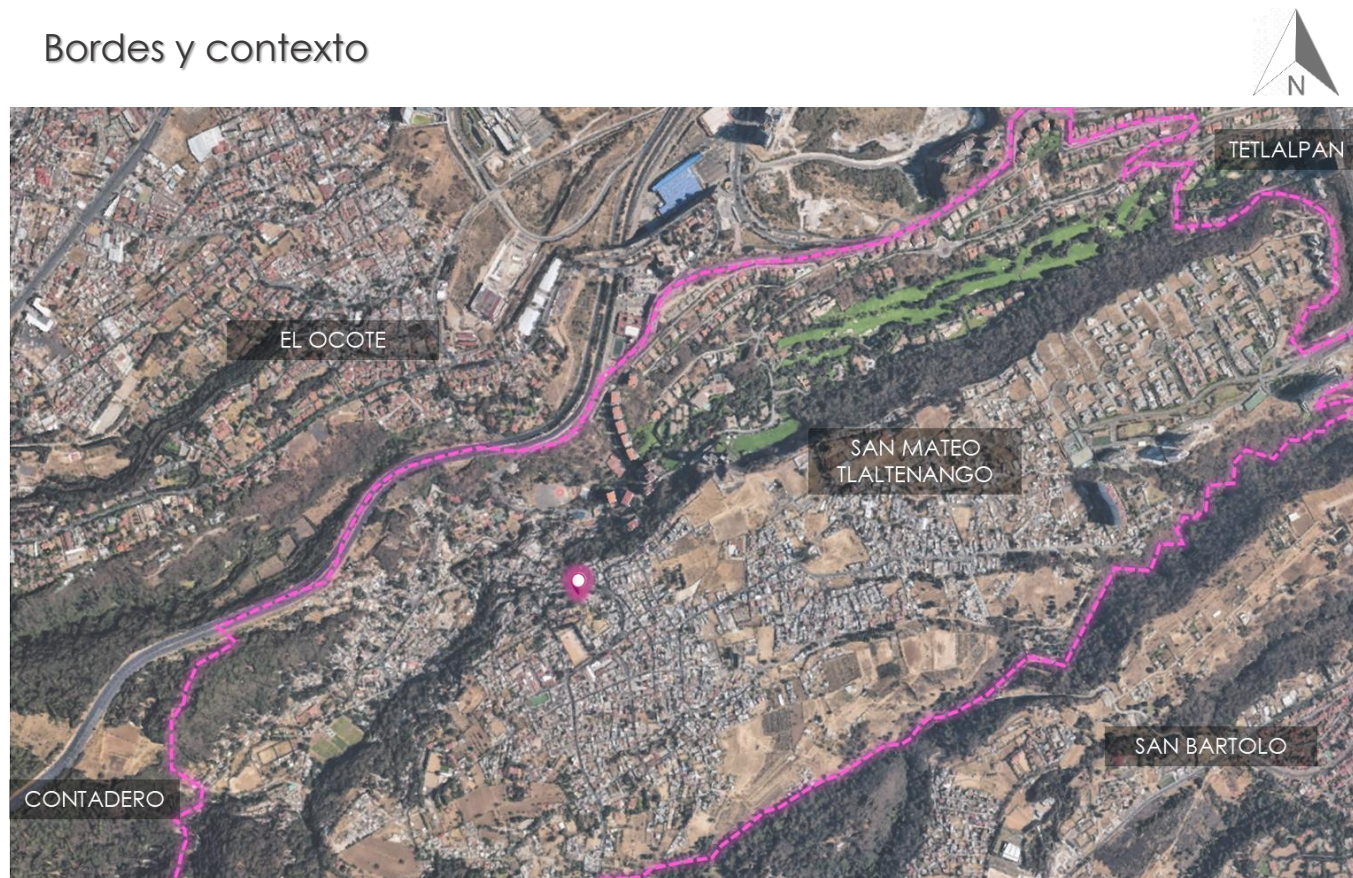 Bordes y contexto
N
TETLALPAN
EL OCOTE
SAN MATEO
TLALTENANGO
SAN BARTOLO
CONTADERO